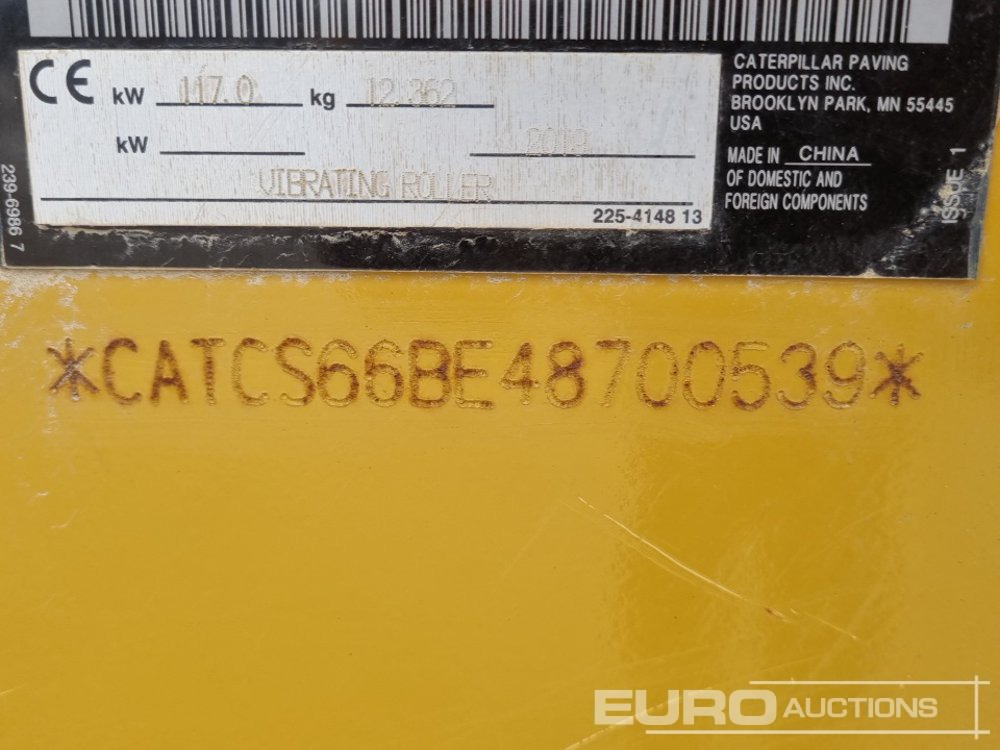 CE kW 117.0 kg 12 362
kW 2019
VIBRATING ROLLER
225-4148 13
239-6986 7
CATERPILLAR PAVING
PRODUCTS INC.
BROOKLYN PARK, MN 55445
USA
MADE IN CHINA
OF DOMESTIC AND
FOREIGN COMPONENTS
ISSUE 1
*CATCS66BE48700539*
EURO AUCTIONS